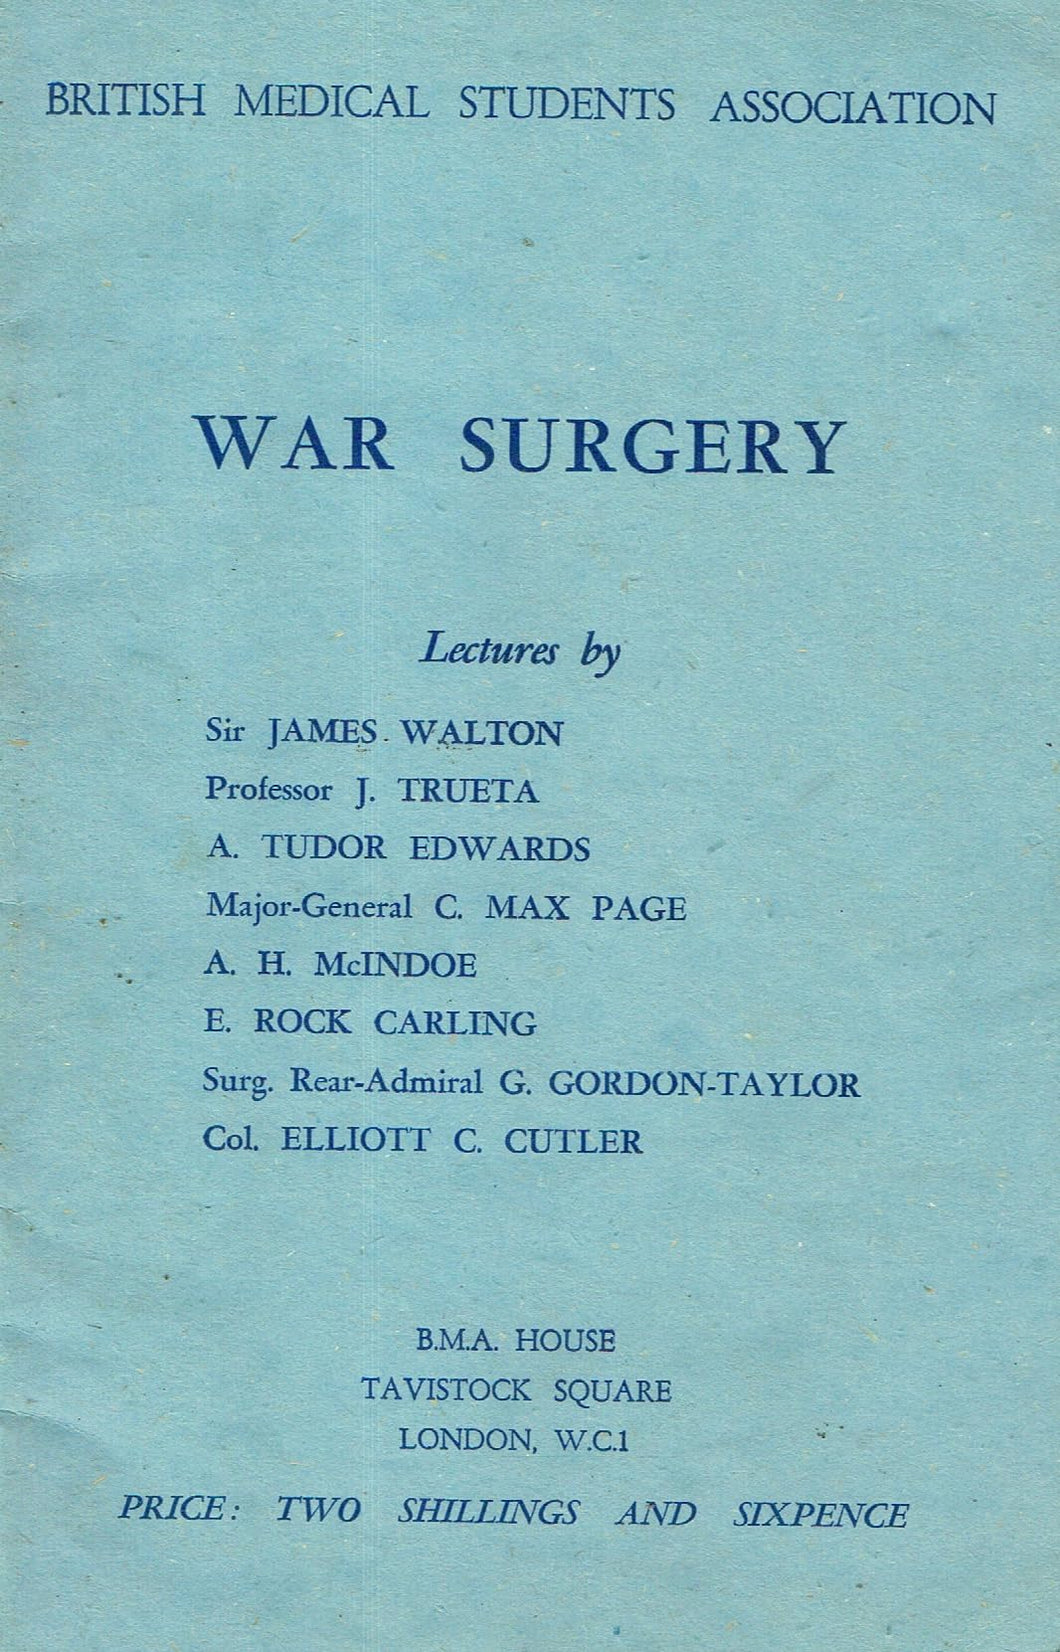 BRITISH MEDICAL STUDENTS ASSOCIATION
WAR SURGERY
Lectures by
Sir JAMES WALTON
Professor J. TRUETA
A. TUDOR EDWARDS
Major-General C. MAX PAGE
A. H. McINDOE
E. ROCK CARLING
Surg. Rear-Admiral G. GORDON-TAYLOR
Col. ELLIOTT C. CUTLER
B.M.A. HOUSE
TAVISTOCK SQUARE
LONDON, W.C.1
PRICE: TWO SHILLINGS AND SIXPENCE